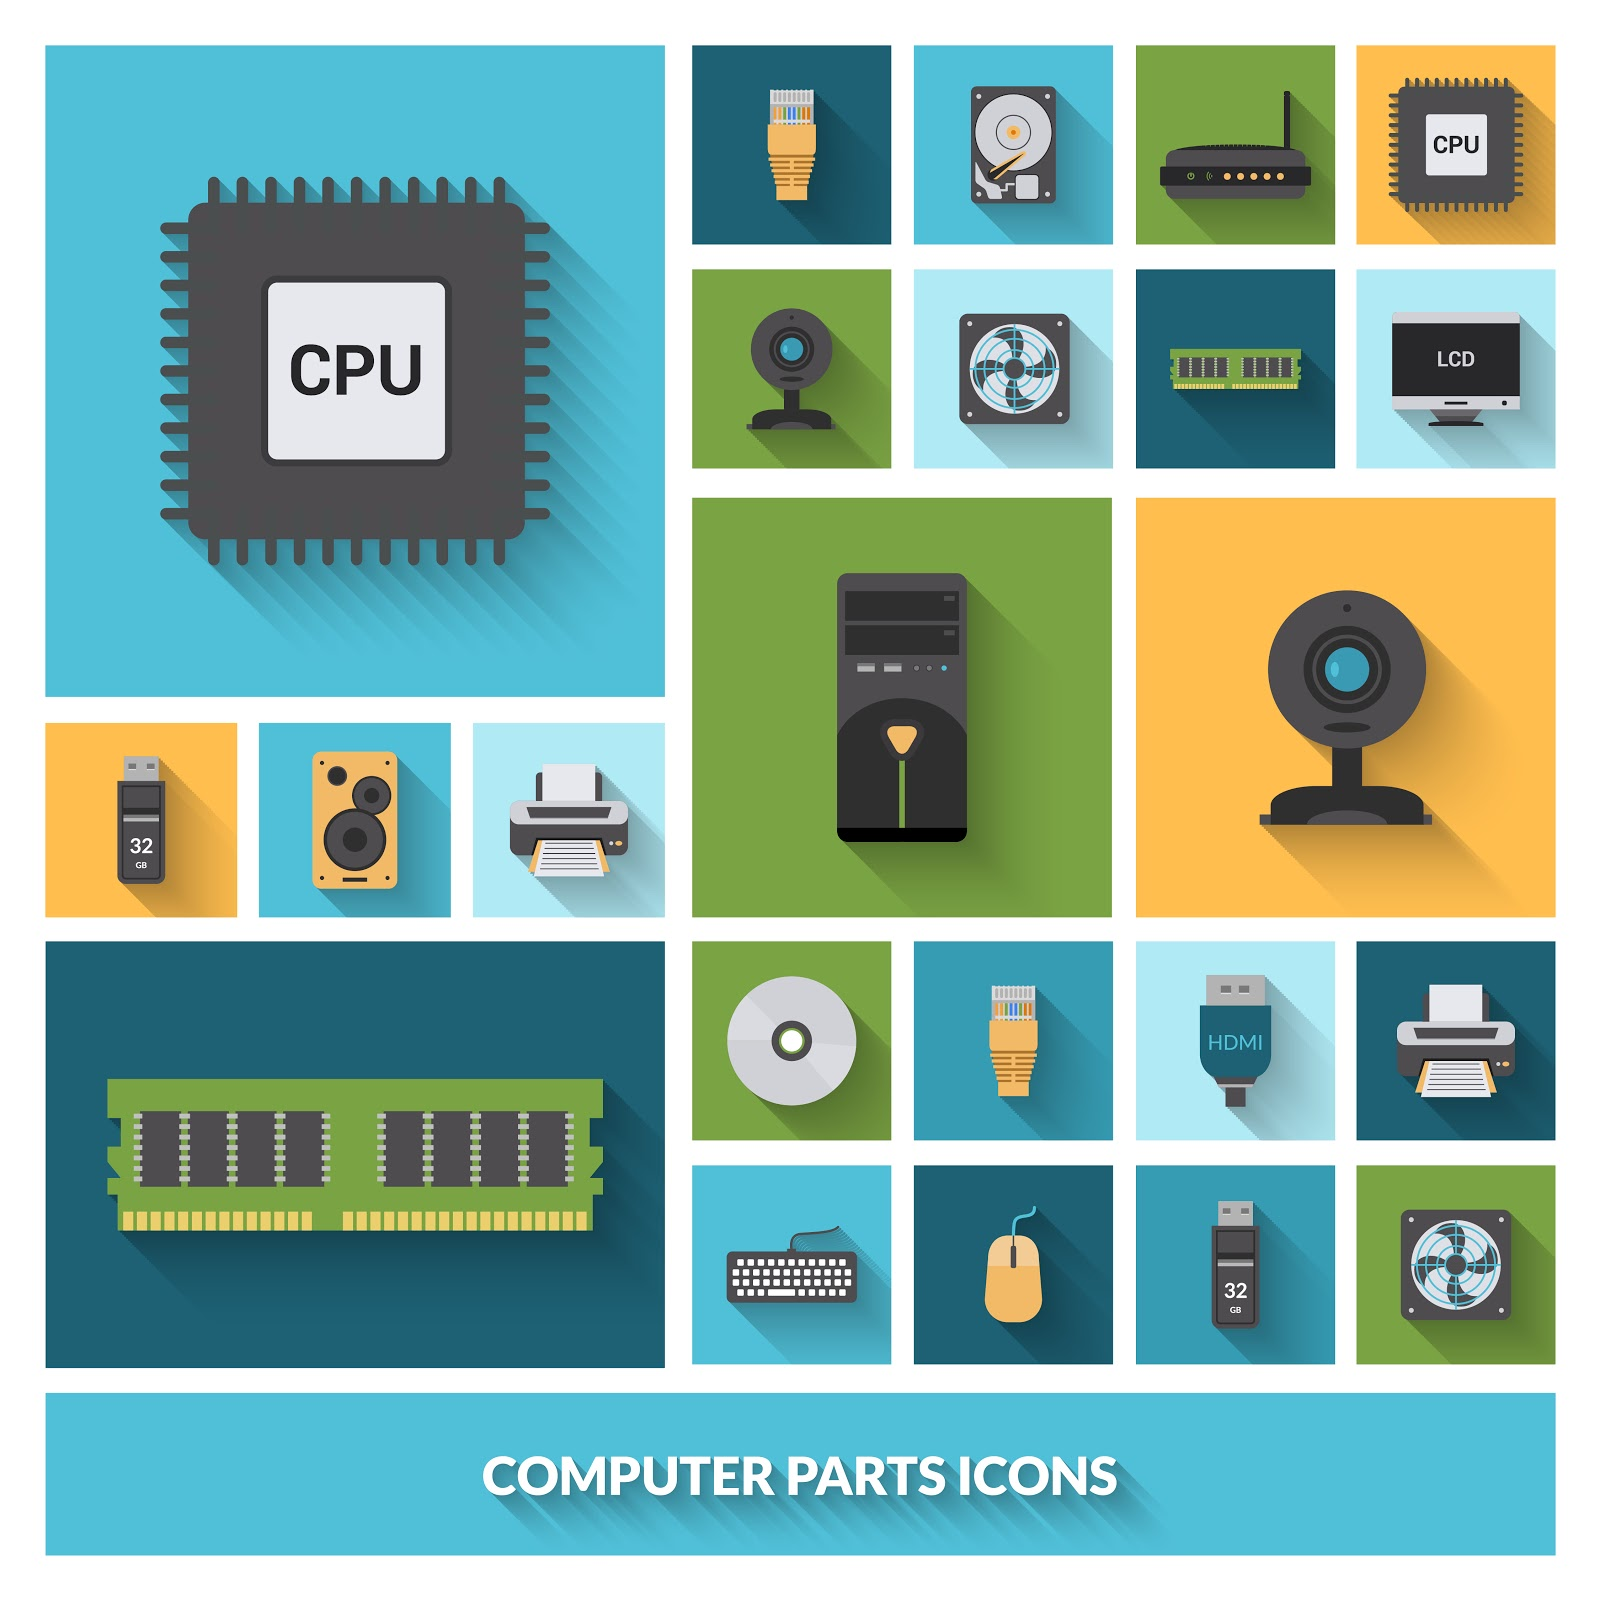 CPU
CPU
LCD
32
GB
HDMI
32
GB
COMPUTER PARTS ICONS